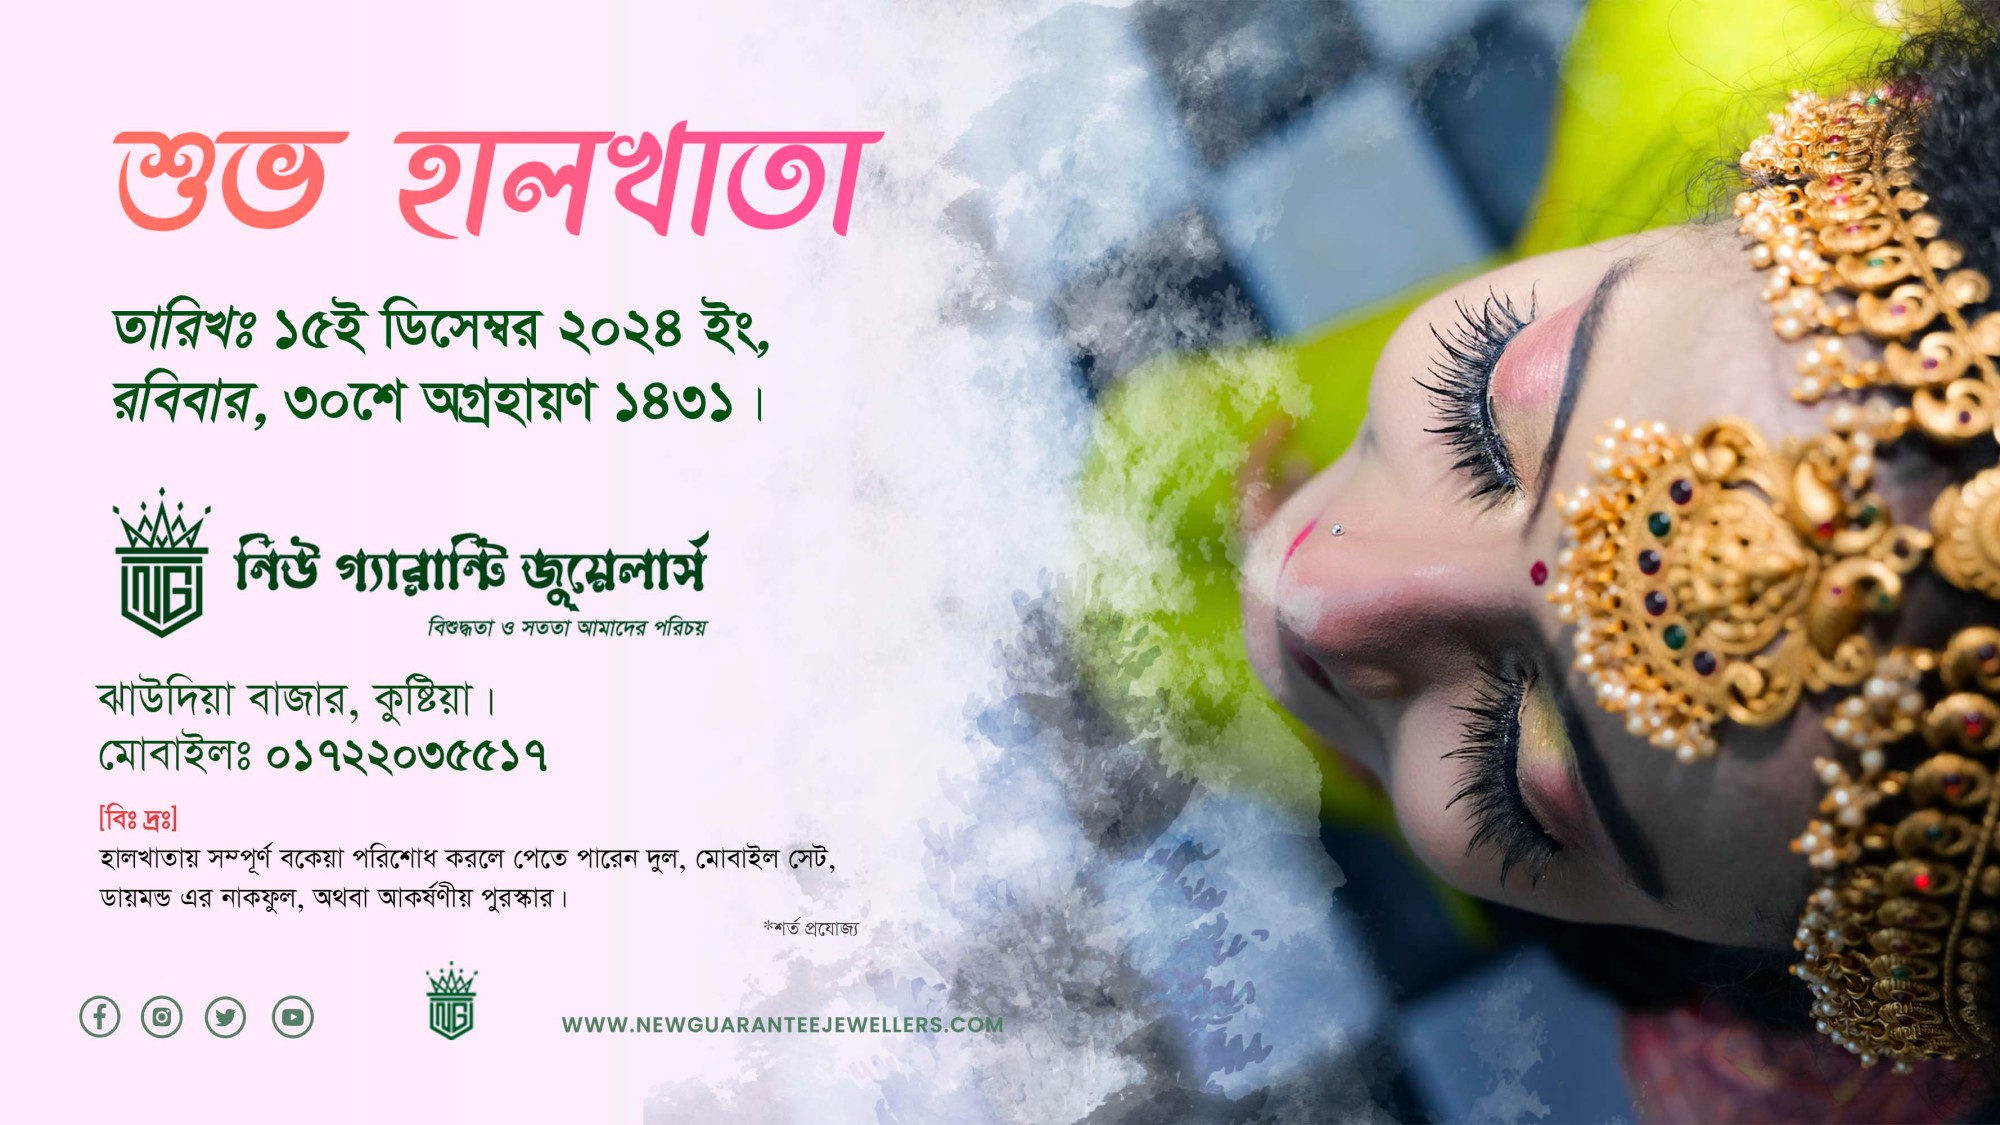 শুভ হালখাতা
তারিখঃ ১৫ই ডিসেম্বর ২০২৪ ইং,
রবিবার, ৩০শে অগ্রহায়ণ ১৪৩১।
NG
নিউ গ্যারান্টি জুয়েলার্স
বিশুদ্ধতা ও সততা আমাদের পরিচয়
ঝাউদিয়া বাজার, কুষ্টিয়া।
মোবাইলঃ ০১৭২২০৩৫৫১৭
[বিঃ দ্রঃ]
হালখাতায় সম্পূর্ণ বকেয়া পরিশোধ করলে পেতে পারেন দুল, মোবাইল সেট,
ডায়মন্ড এর নাকফুল, অথবা আকর্ষণীয় পুরস্কার।
*শর্ত প্রযোজ্য
NG
WWW.NEWGUARANTEEJEWELLERS.COM